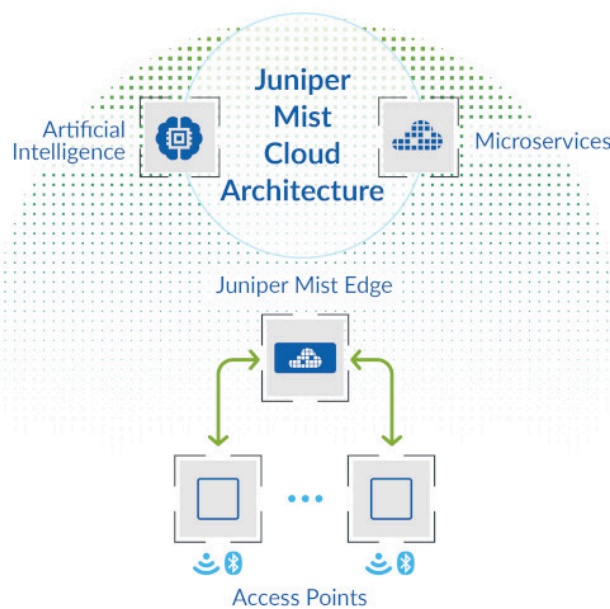 Juniper
Mist
Cloud
Architecture
Artificial
Intelligence
Microservices
Juniper Mist Edge
Access Points